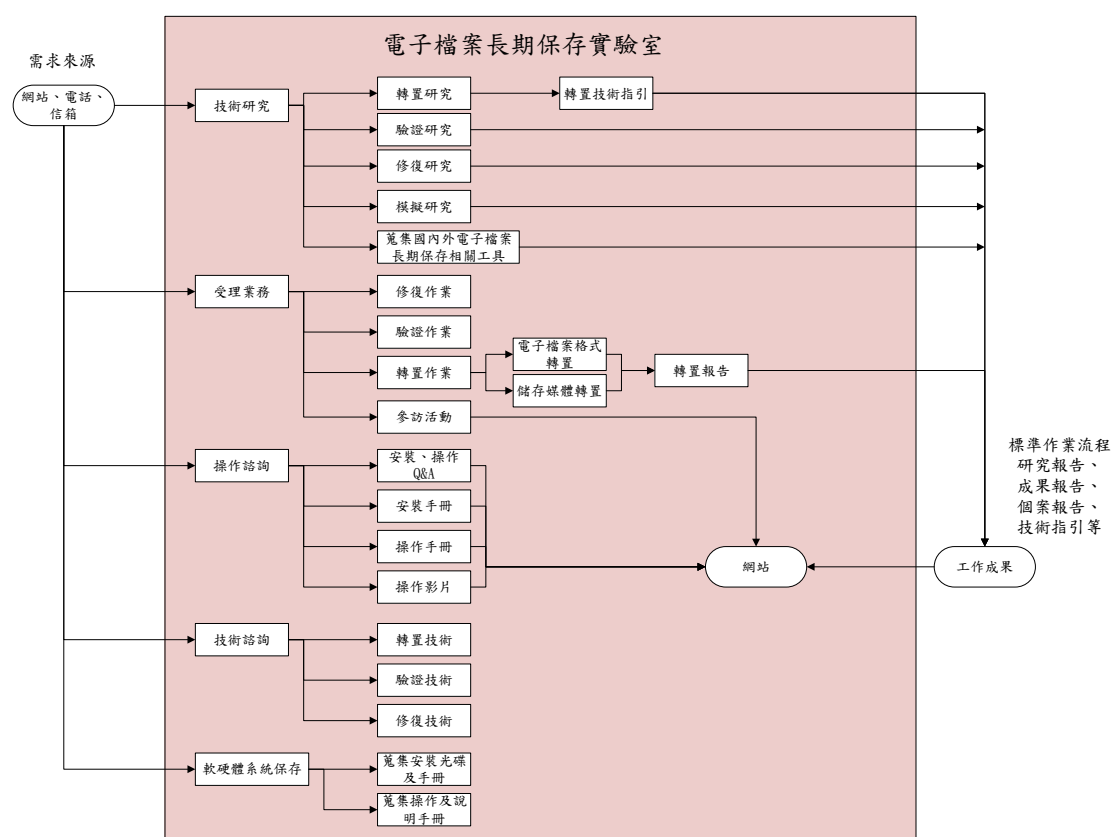 電子檔案長期保存實驗室
需求來源
網站、電話、
信箱
技術研究
轉置研究
轉置技術指引
驗證研究
修復研究
模擬研究
蒐集國內外電子檔案
長期保存相關工具
受理業務
修復作業
驗證作業
轉置作業
電子檔案格式
轉置
儲存媒體轉置
轉置報告
參訪活動
操作諮詢
安裝、操作
Q&A
安裝手冊
操作手冊
操作影片
網站
標準作業流程
研究報告、
成果報告、
個案報告、
技術指引等
工作成果
技術諮詢
轉置技術
驗證技術
修復技術
軟硬體系統保存
蒐集安裝光碟
及手冊
蒐集操作及說
明手冊